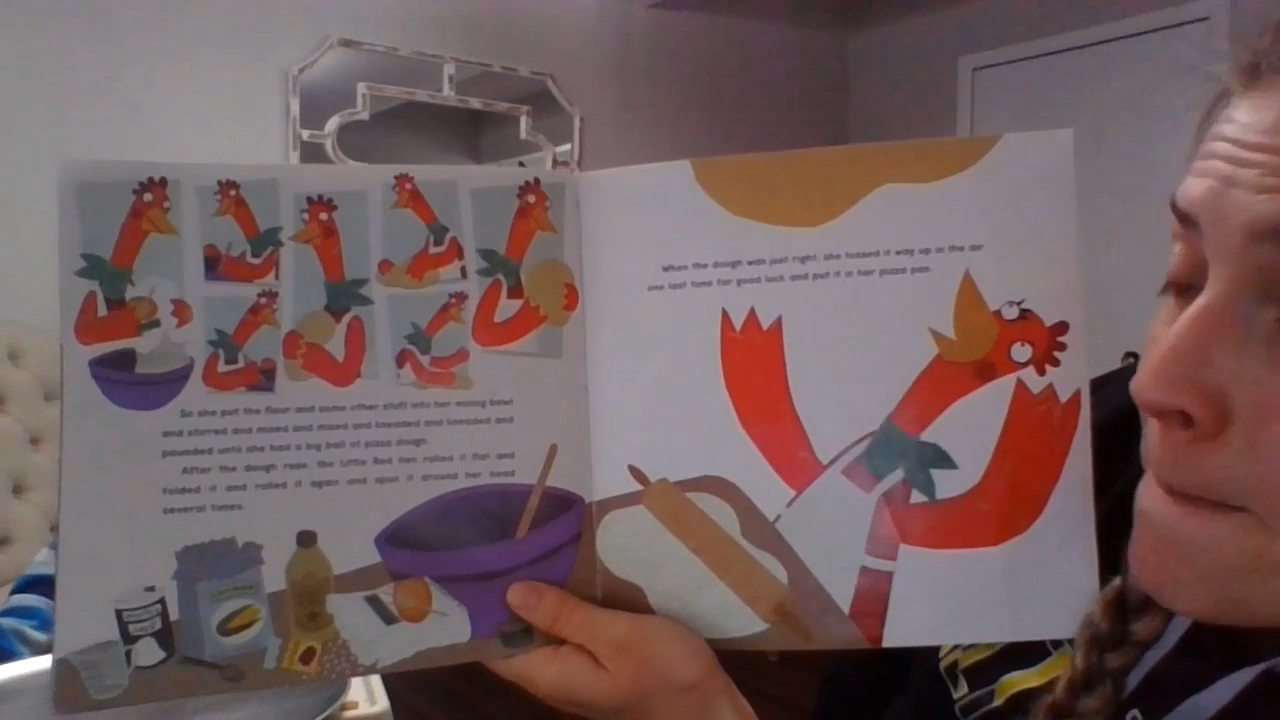 So she put the flour and some other stuff into her mixing bowl
and stirred and mixed and mixed and kneaded and kneaded and
pounded until she had a big ball of pizza dough.
After the dough rose, the Little Red Hen rolled it flat and
folded it and rolled it again and spun it around her head
several times.
When the dough was just right, she tossed it way up in the air
one last time for good luck and put it in her pizza pan.